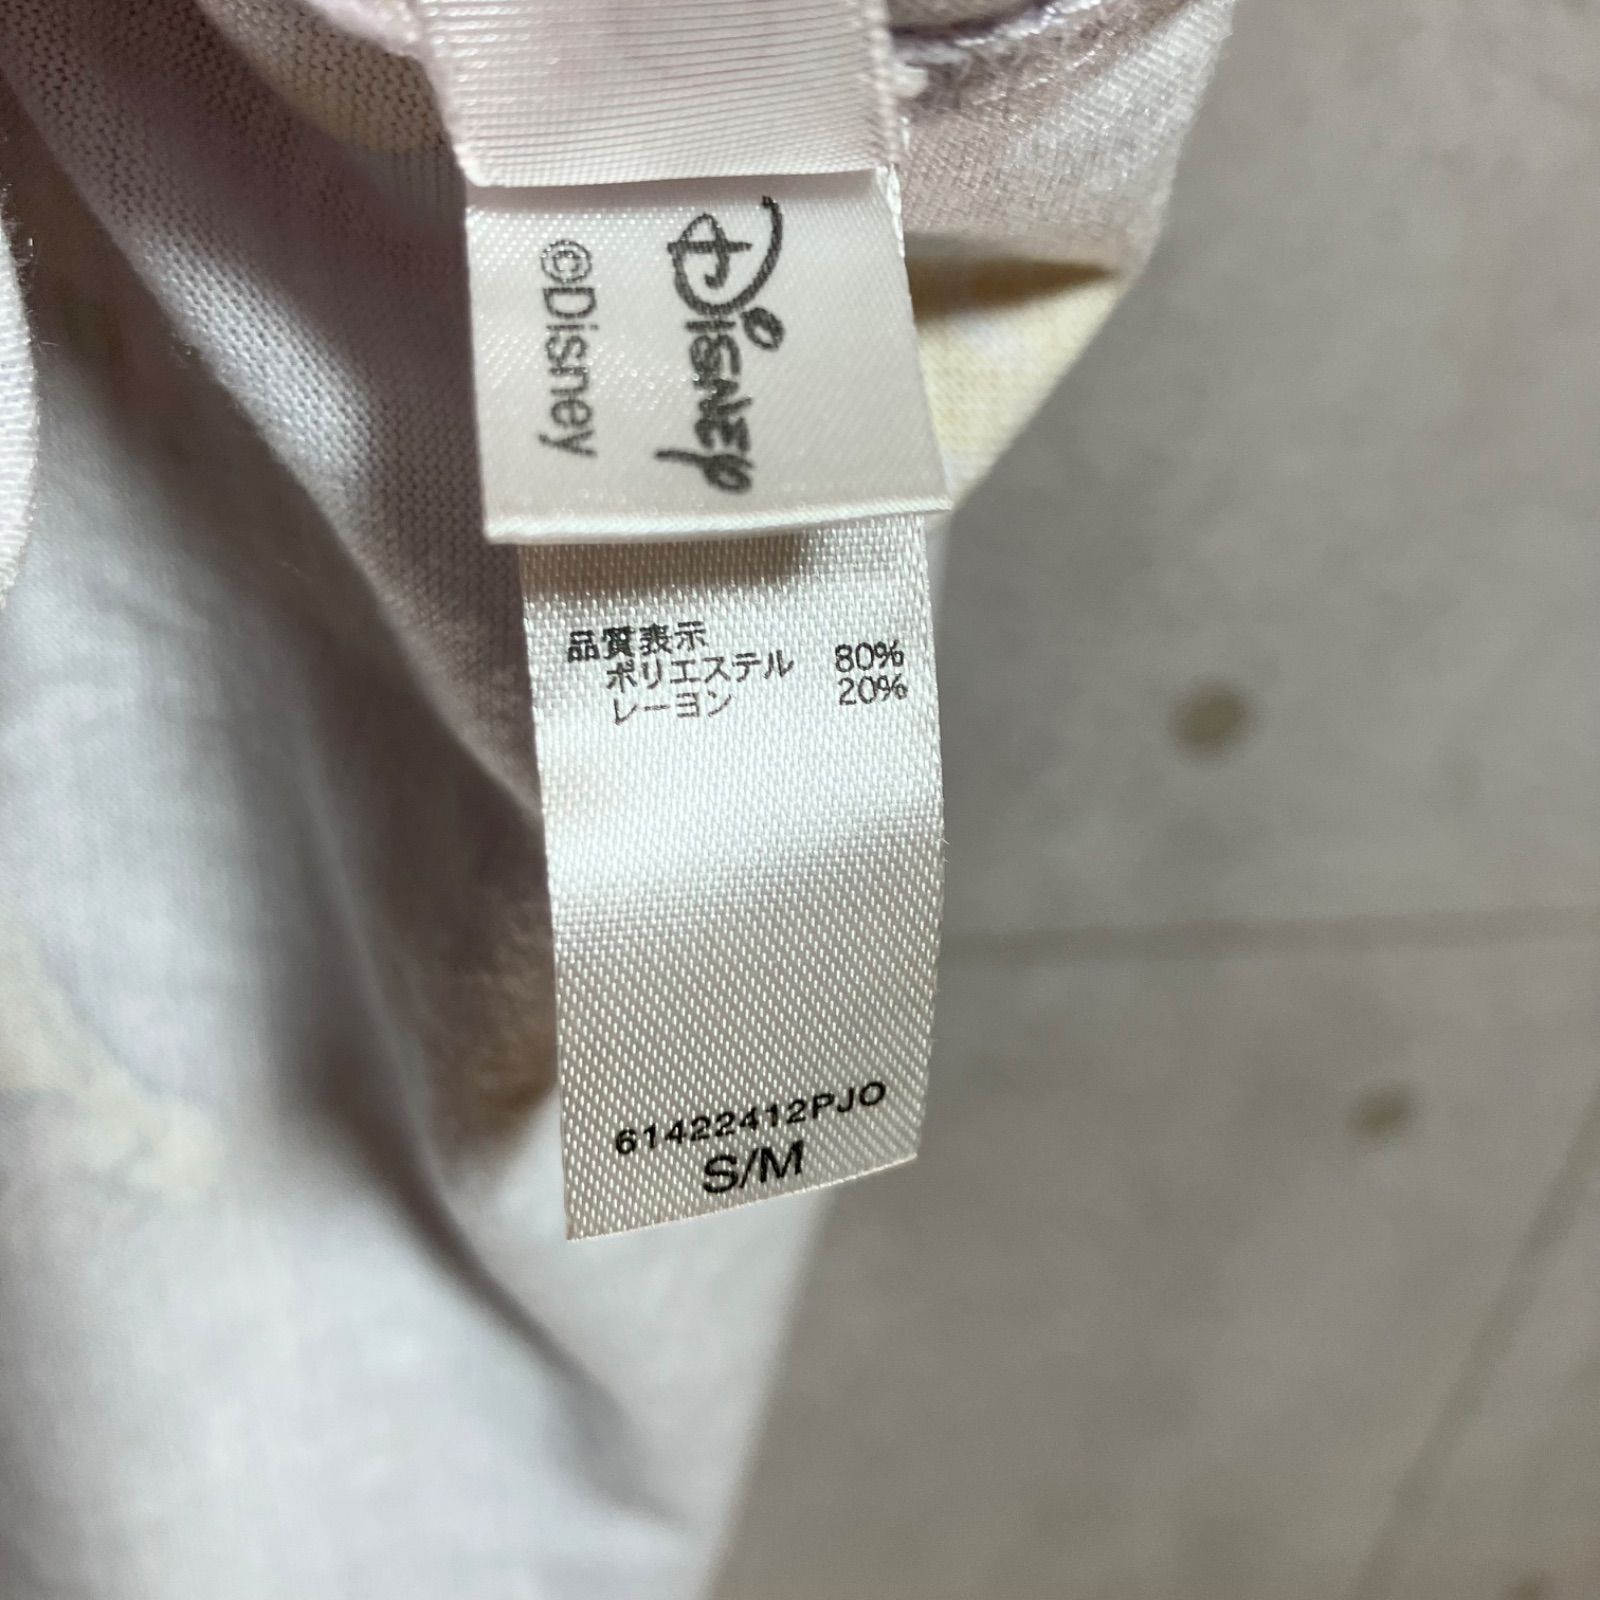 Disney
©Disney
品質表示
ポリエステル 80%
レーヨン 20%
61422412PJO
S/M